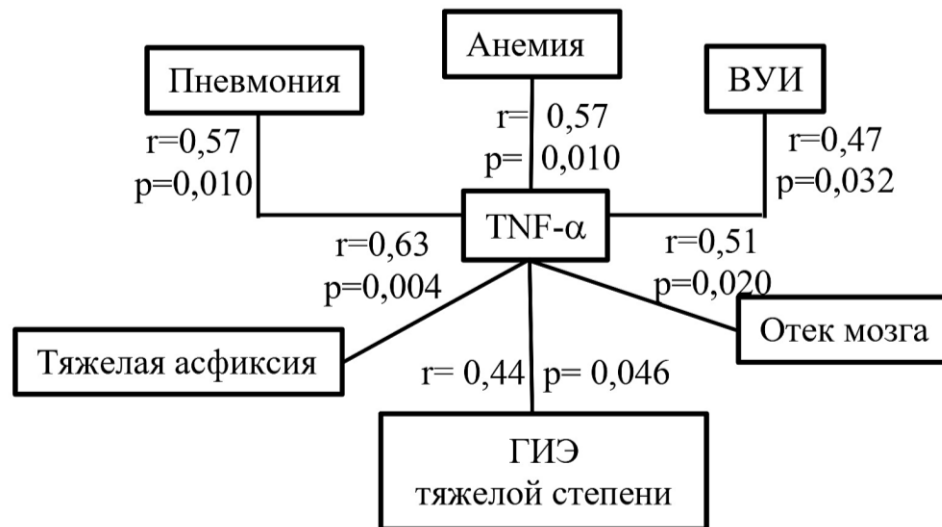 Анемия
Пневмония
ВУИ
r=0,57
p=0,010
r= 0,57
p= 0,010
r=0,47
p=0,032
TNF-α
r=0,63
p=0,004
r=0,51
p=0,020
Тяжелая асфиксия
Отек мозга
r= 0,44 p= 0,046
ГИЭ
тяжелой степени